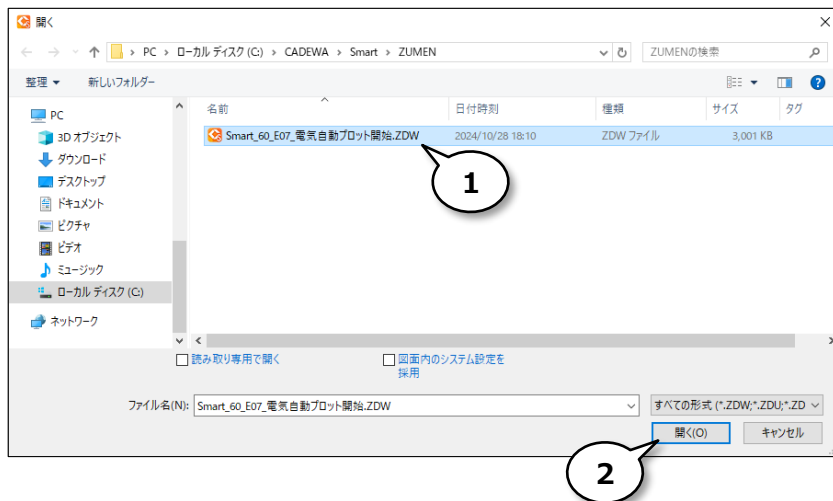 開く
PC > ローカル ディスク (C:) > CADEWA > Smart > ZUMEN
ZUMENの検索
整理 新しいフォルダー
名前 日付時刻 種類 サイズ タグ
Smart_60_E07_電気自動プロット開始.ZDW 2024/10/28 18:10 ZDW ファイル 3,001 KB
1
PC
3D オブジェクト
ダウンロード
デスクトップ
ドキュメント
ピクチャ
ビデオ
ミュージック
ローカル ディスク (C:)
ネットワーク
読み取り専用で開く
図面内のシステム設定を
採用
ファイル名(N): Smart_60_E07_電気自動プロット開始.ZDW すべての形式 (*.ZDW;*.ZDU;*.ZD
開く(O) キャンセル
2